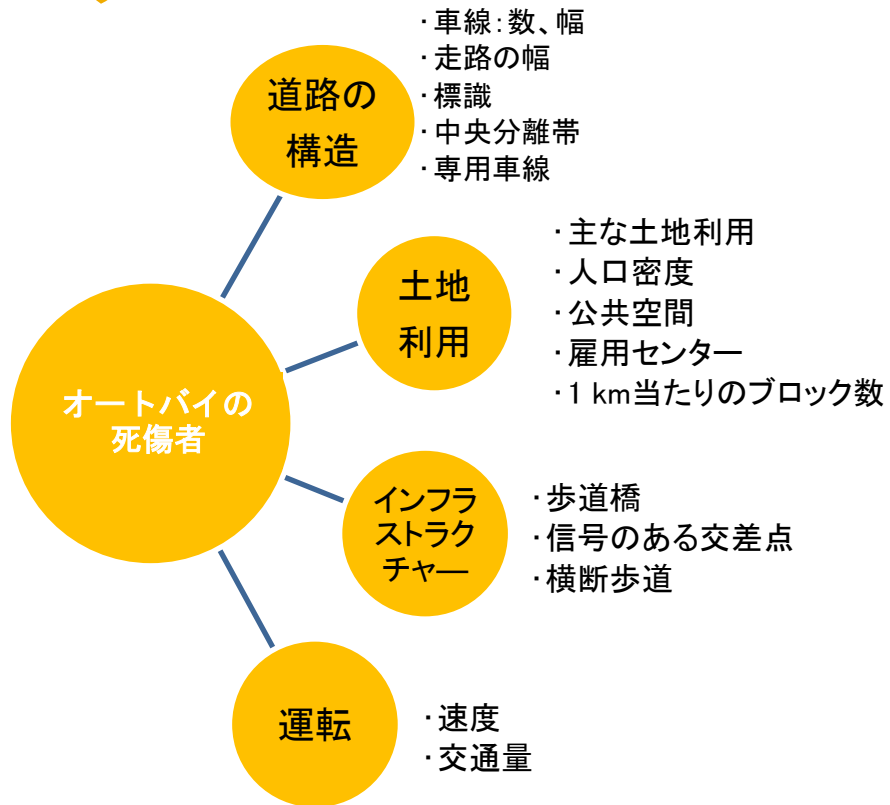 ・車線：数、幅
・走路の幅
・標識
・中央分離帯
・専用車線
道路の
構造
・主な土地利用
・人口密度
・公共空間
・雇用センター
・1 km当たりのブロック数
土地
利用
オートバイの
死傷者
インフラ
ストラク
チャー
・歩道橋
・信号のある交差点
・横断歩道
運転
・速度
・交通量